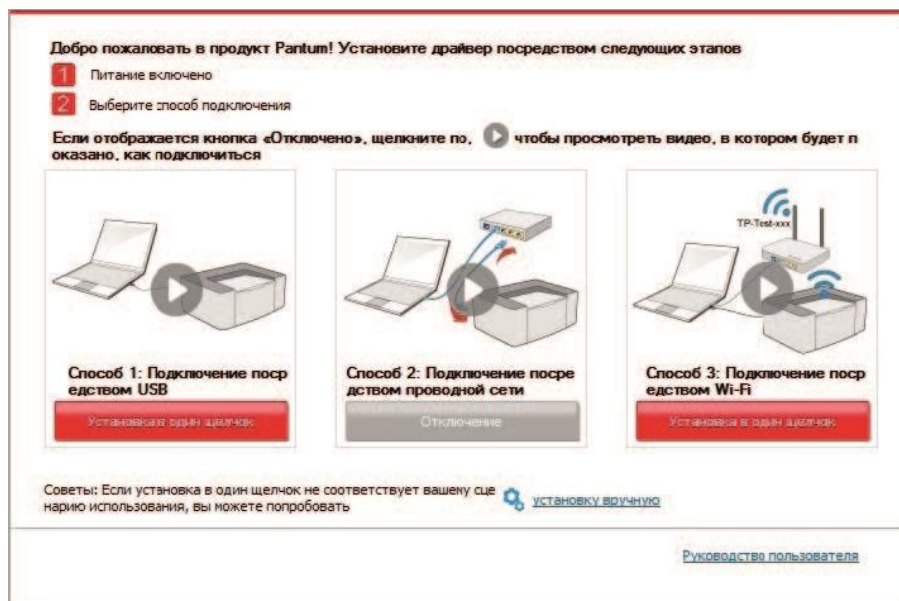 Добро пожаловать в продукт Pantum! Установите драйвер посредством следующих этапов
1 Питание включено
2 Выберите способ подключения
Если отображается кнопка «Отключено», щелкните по, чтобы просмотреть видео, в котором будет п
оказано, как подключиться
TP-Test-xxx
Способ 1: Подключение поср
едством USB
Установка в один щелчок
Способ 2: Подключение посре
дством проводной сети
Отключение
Способ 3: Подключение поср
едством Wi-Fi
Установка в один щелчок
Советы: Если установка в один щелчок не соответствует вашему сце
нарию использования, вы можете попробовать
установку вручную
Руководство пользователя